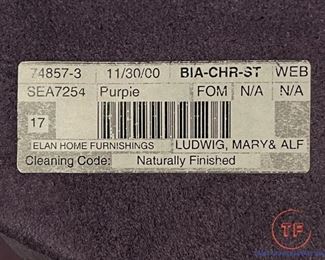 74857-3 11/30/00 BIA-CHR-ST WEB
SEA7254 Purpie FOM N/A N/A
17
ELAN HOME FURNISHINGS LUDWIG, MARY& ALF
Cleaning Code: Naturally Finished
TF